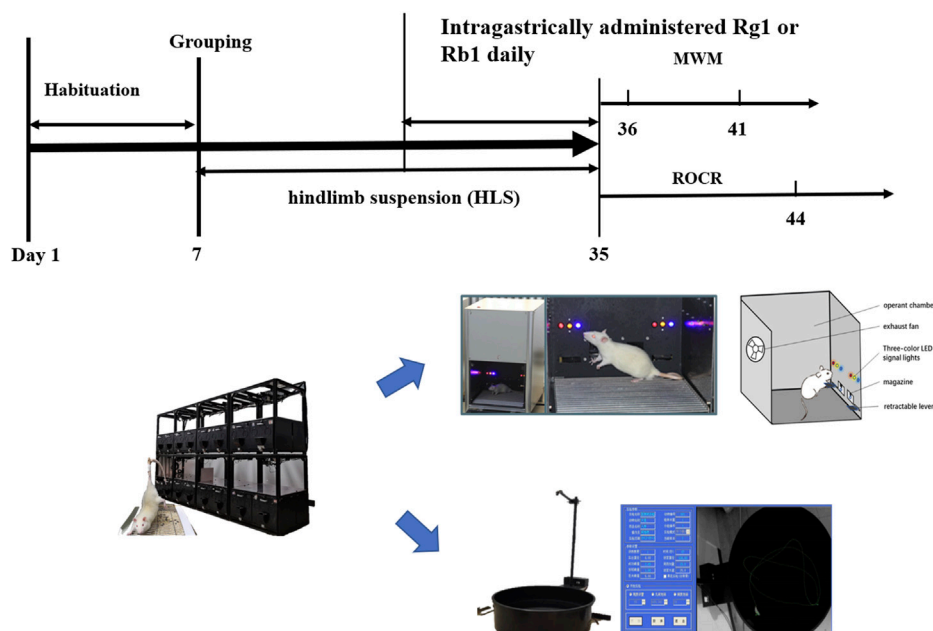 Intragastrically administered Rg1 or
Rb1 daily
Grouping
MWM
Habituation
36
41
ROCR
hindlimb suspension (HLS)
44
Day 1
7
35
operant chamber
exhaust fan
Three-color LED
signal lights
magazine
retractable lever